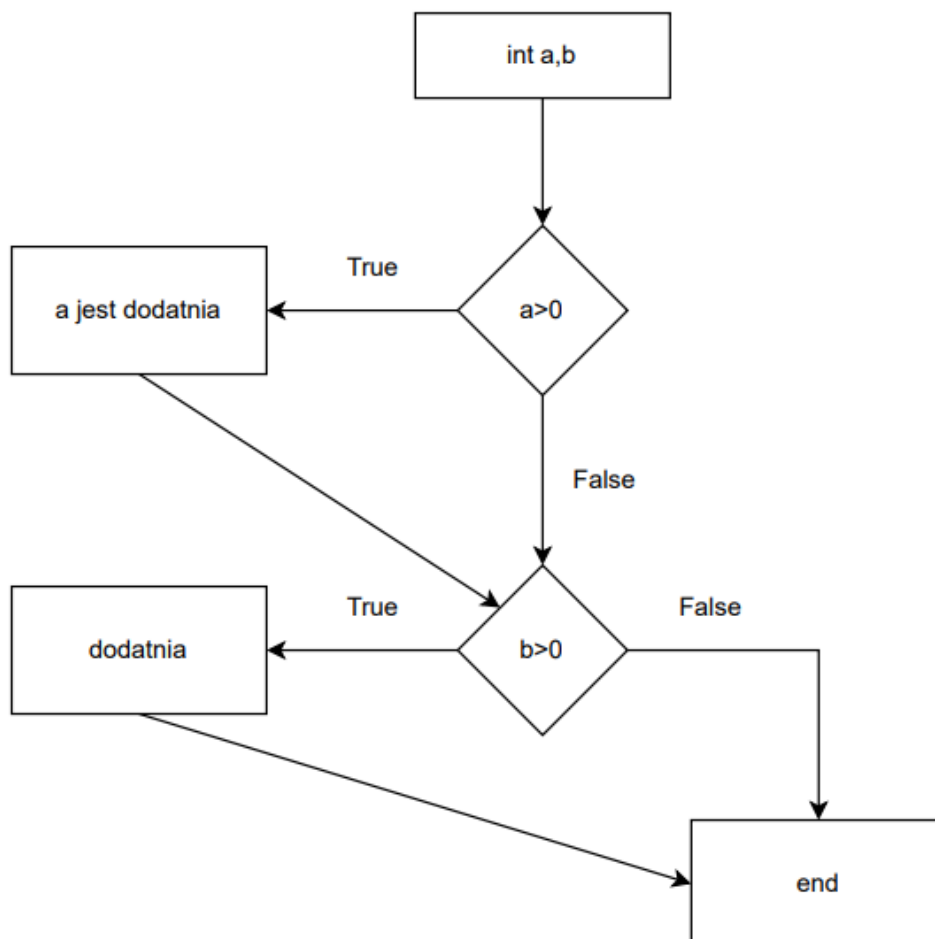 int a,b
True
a jest dodatnia
a>0
False
True
False
dodatnia
b>0
end